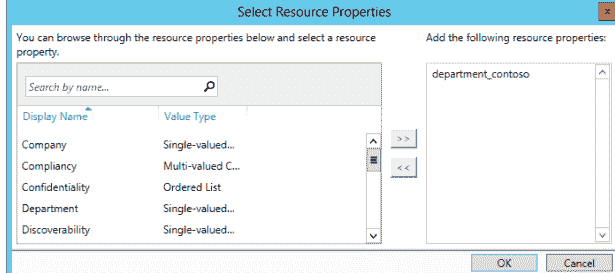 Select Resource Properties
x
You can browse through the resource properties below and select a resource
property.
Add the following resource properties:
Search by name...
department_contoso
Display Name Value Type
>>
<<
Company Single-valued...
Compliancy Multi-valued C...
Confidentiality Ordered List
Department Single-valued...
Discoverability Single-valued...
OK Cancel